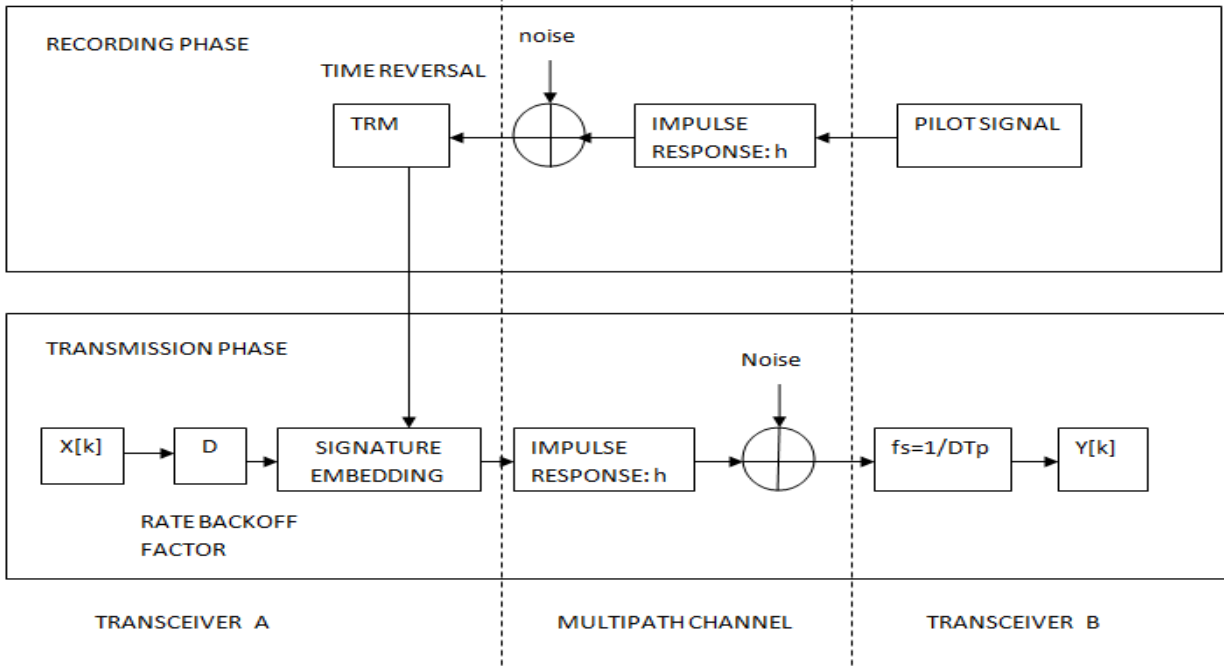 RECORDING PHASE
noise
TIME REVERSAL
TRM
IMPULSE
RESPONSE: h
PILOT SIGNAL
TRANSMISSION PHASE
Noise
X[k]
D
SIGNATURE
EMBEDDING
IMPULSE
RESPONSE: h
fs=1/DTp
Y[k]
RATE BACKOFF
FACTOR
TRANSCEIVER A
MULTIPATH CHANNEL
TRANSCEIVER B